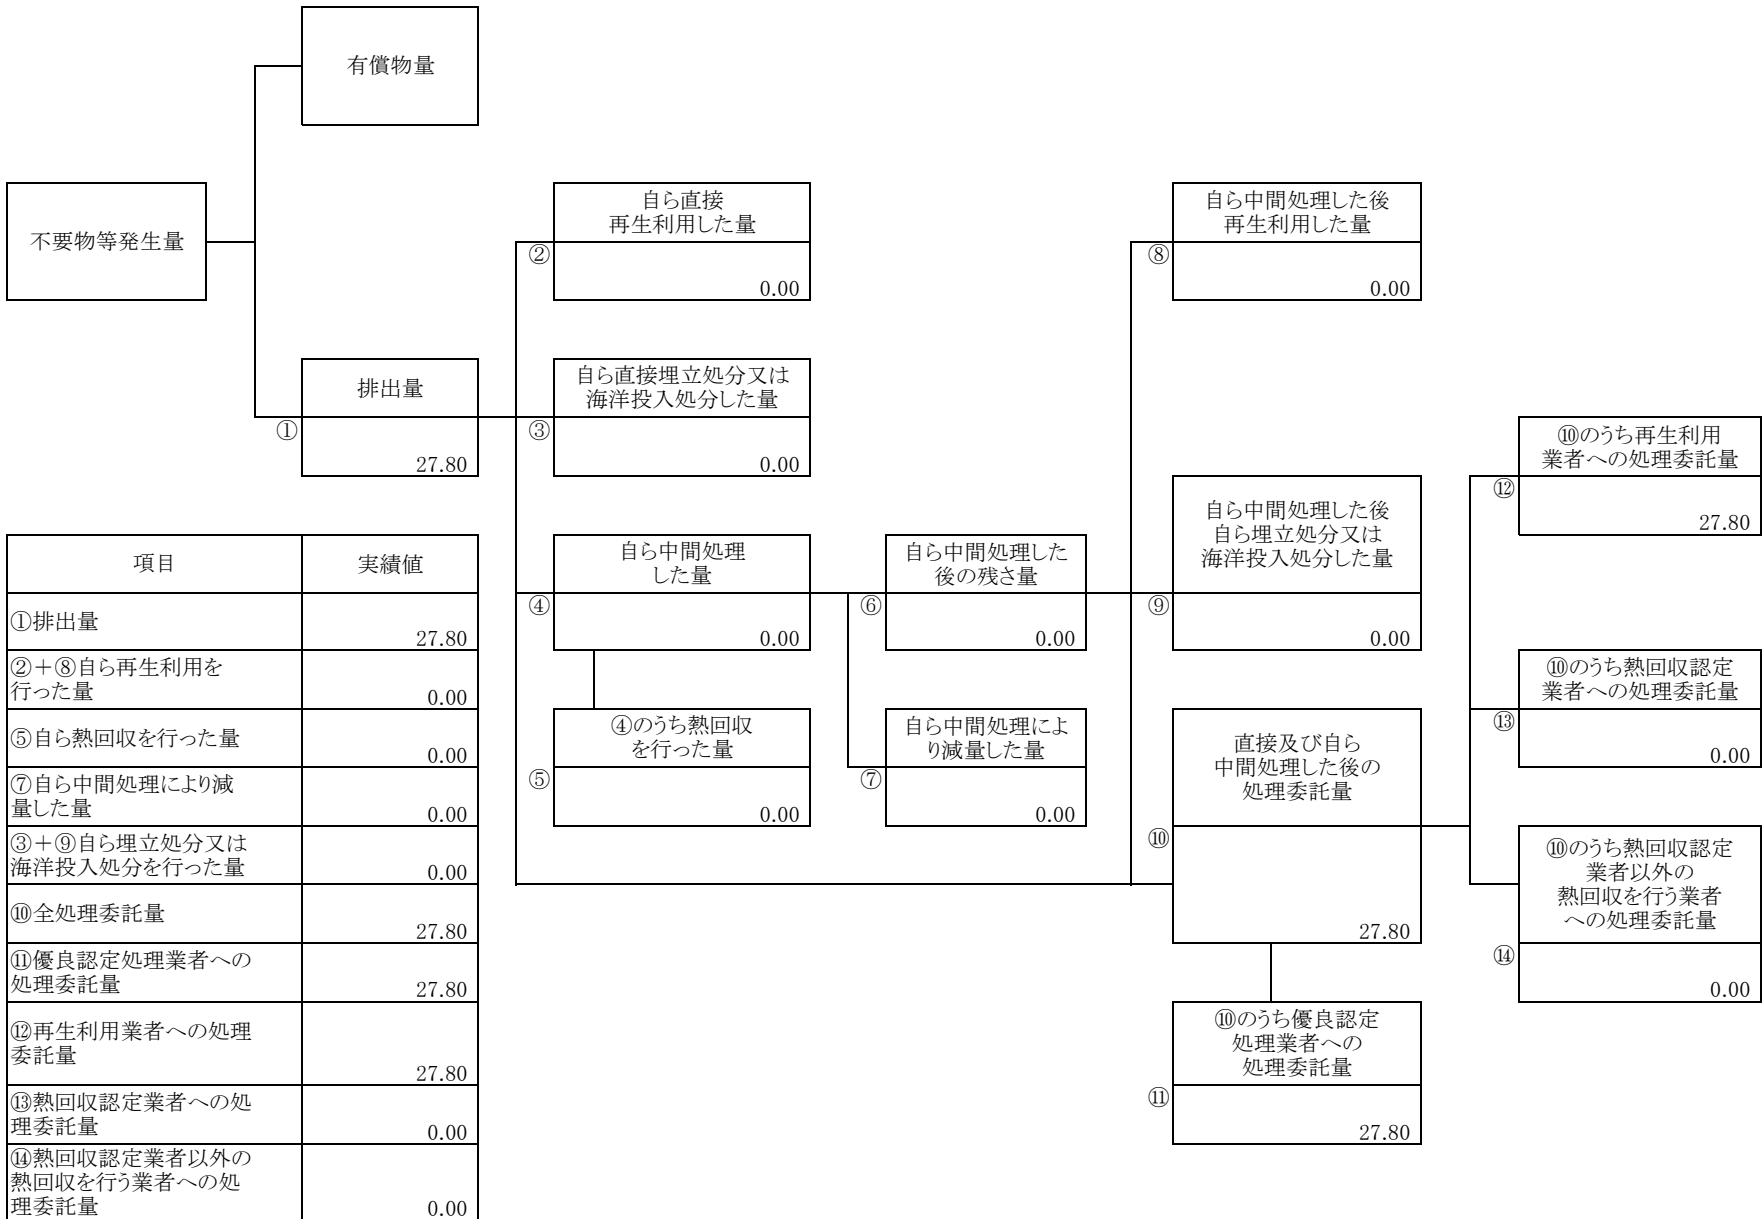 有償物量
不要物等発生量
自ら直接
再生利用した量
②
0.00
自ら中間処理した後
再生利用した量
⑧
0.00
排出量
①
27.80
自ら直接埋立処分又は
海洋投入処分した量
③
0.00
⑩のうち再生利用
業者への処理委託量
⑫
27.80
自ら中間処理
した量
④
0.00
自ら中間処理した
後の残さ量
⑥
0.00
自ら中間処理した後
自ら埋立処分又は
海洋投入処分した量
⑨
0.00
⑩のうち熱回収認定
業者への処理委託量
⑬
0.00
④のうち熱回収
を行った量
⑤
0.00
自ら中間処理によ
り減量した量
⑦
0.00
直接及び自ら
中間処理した後の
処理委託量
⑩
27.80
⑩のうち熱回収認定
業者以外の
熱回収を行う業者
への処理委託量
⑭
0.00
⑩のうち優良認定
処理業者への
処理委託量
⑪
27.80
項目 実績値
①排出量
27.80
②＋⑧自ら再生利用を
行った量
0.00
⑤自ら熱回収を行った量
0.00
⑦自ら中間処理により減
量した量
0.00
③＋⑨自ら埋立処分又は
海洋投入処分を行った量
0.00
⑩全処理委託量
27.80
⑪優良認定処理業者への
処理委託量
27.80
⑫再生利用業者への処理
委託量
27.80
⑬熱回収認定業者への処
理委託量
0.00
⑭熱回収認定業者以外の
熱回収を行う業者への処
理委託量
0.00